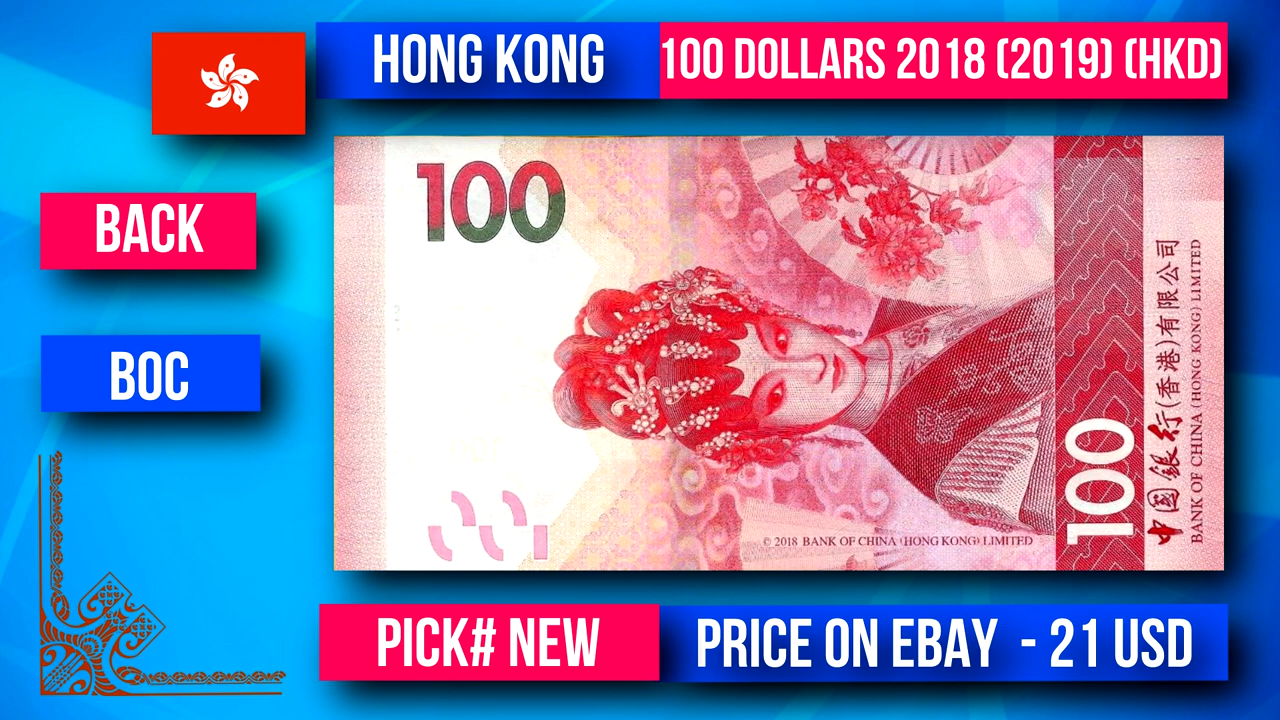 HONG KONG
100 DOLLARS 2018 (2019) (HKD)
BACK
BOC
100
© 2018 BANK OF CHINA (HONG KONG) LIMITED
100
中國銀行(香港)有限公司
BANK OF CHINA (HONG KONG) LIMITED
PICK# NEW
PRICE ON EBAY - 21 USD